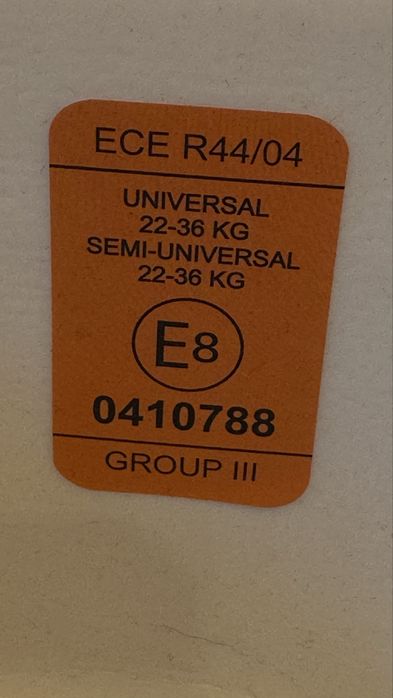 ECE R44/04
UNIVERSAL
22-36 KG
SEMI-UNIVERSAL
22-36 KG
E8
0410788
GROUP III